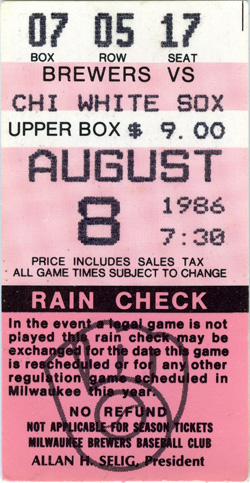 07 05 17
BOX ROW SEAT
BREWERS VS
CHI WHITE SOX
UPPER BOX $ 9.00
AUGUST
8 1986
7:30
PRICE INCLUDES SALES TAX
ALL GAME TIMES SUBJECT TO CHANGE
RAIN CHECK
In the event a legal game is not
played this rain check may be
exchanged for the date this game
is rescheduled or for any other
regulation game scheduled in
Milwaukee this year.
NO REFUND
NOT APPLICABLE FOR SEASON TICKETS
MILWAUKEE BREWERS BASEBALL CLUB
ALLAN H. SELIG, President